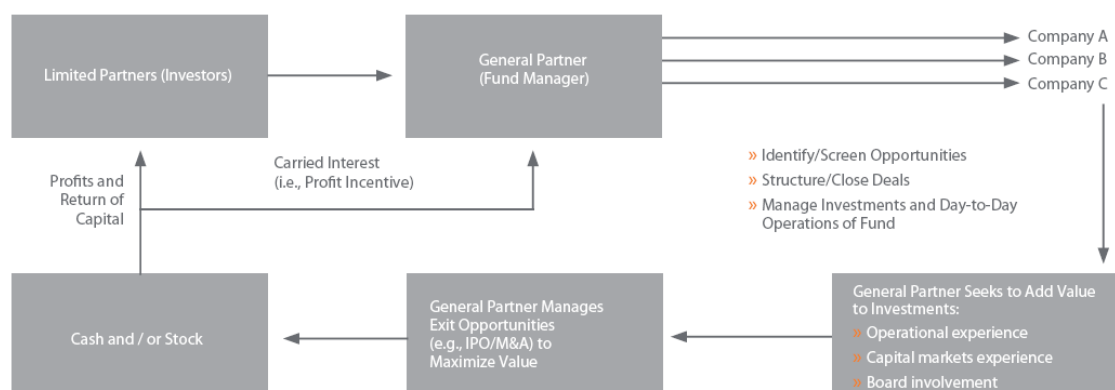 Limited Partners (Investors)
General Partner
(Fund Manager)
Company A
Company B
Company C
Profits and
Return of
Capital
Carried Interest
(i.e., Profit Incentive)
» Identify/Screen Opportunities
» Structure/Close Deals
» Manage Investments and Day-to-Day
Operations of Fund
Cash and / or Stock
General Partner Manages
Exit Opportunities
(e.g., IPO/M&A) to
Maximize Value
General Partner Seeks to Add Value
to Investments:
» Operational experience
» Capital markets experience
» Board involvement